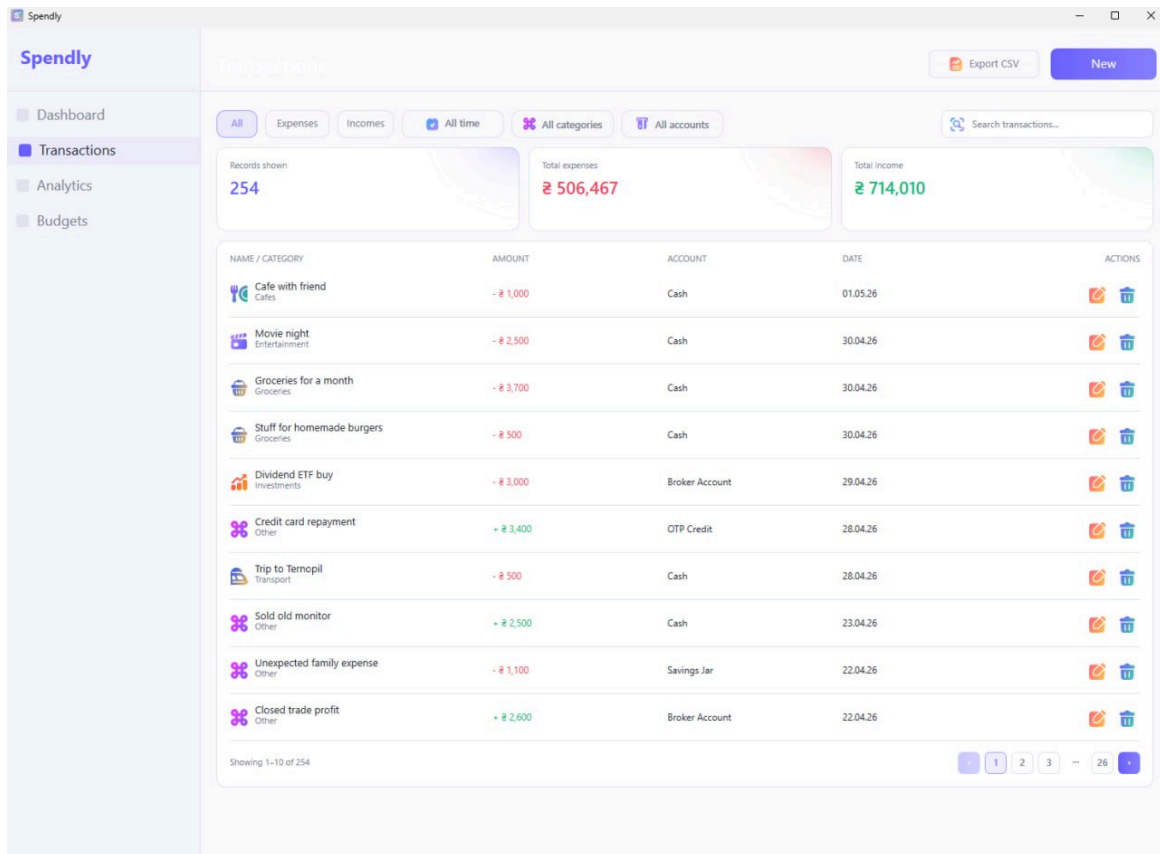 Spendly
Spendly
Transactions
Export CSV
New
Dashboard
Transactions
Analytics
Budgets
All
Expenses
Incomes
All time
All categories
All accounts
Search transactions...
Records shown
254
Total expenses
₴ 506,467
Total income
₴ 714,010
NAME / CATEGORY AMOUNT ACCOUNT DATE ACTIONS
Cafe with friend
Cafes
- ₴ 1,000 Cash 01.05.26
Movie night
Entertainment
- ₴ 2,500 Cash 30.04.26
Groceries for a month
Groceries
- ₴ 3,700 Cash 30.04.26
Stuff for homemade burgers
Groceries
- ₴ 500 Cash 30.04.26
Dividend ETF buy
Investments
- ₴ 3,000 Broker Account 29.04.26
Credit card repayment
Other
+ ₴ 3,400 OTP Credit 28.04.26
Trip to Ternopil
Transport
- ₴ 500 Cash 28.04.26
Sold old monitor
Other
+ ₴ 2,500 Cash 23.04.26
Unexpected family expense
Other
- ₴ 1,100 Savings Jar 22.04.26
Closed trade profit
Other
+ ₴ 2,600 Broker Account 22.04.26
Showing 1–10 of 254
1 2 3 ... 26